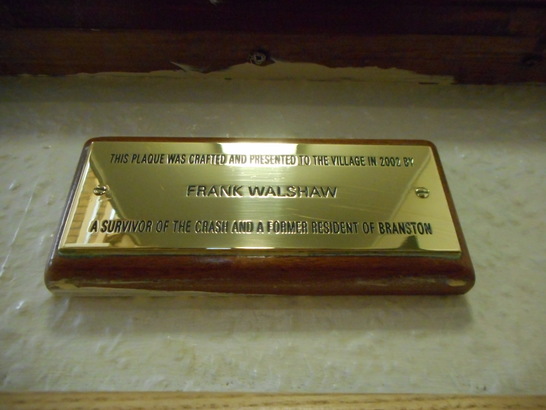 THIS PLAQUE WAS CRAFTED AND PRESENTED TO THE VILLAGE IN 2002 BY
FRANK WALSHAW
A SURVIVOR OF THE CRASH AND A FORMER RESIDENT OF BRANSTON